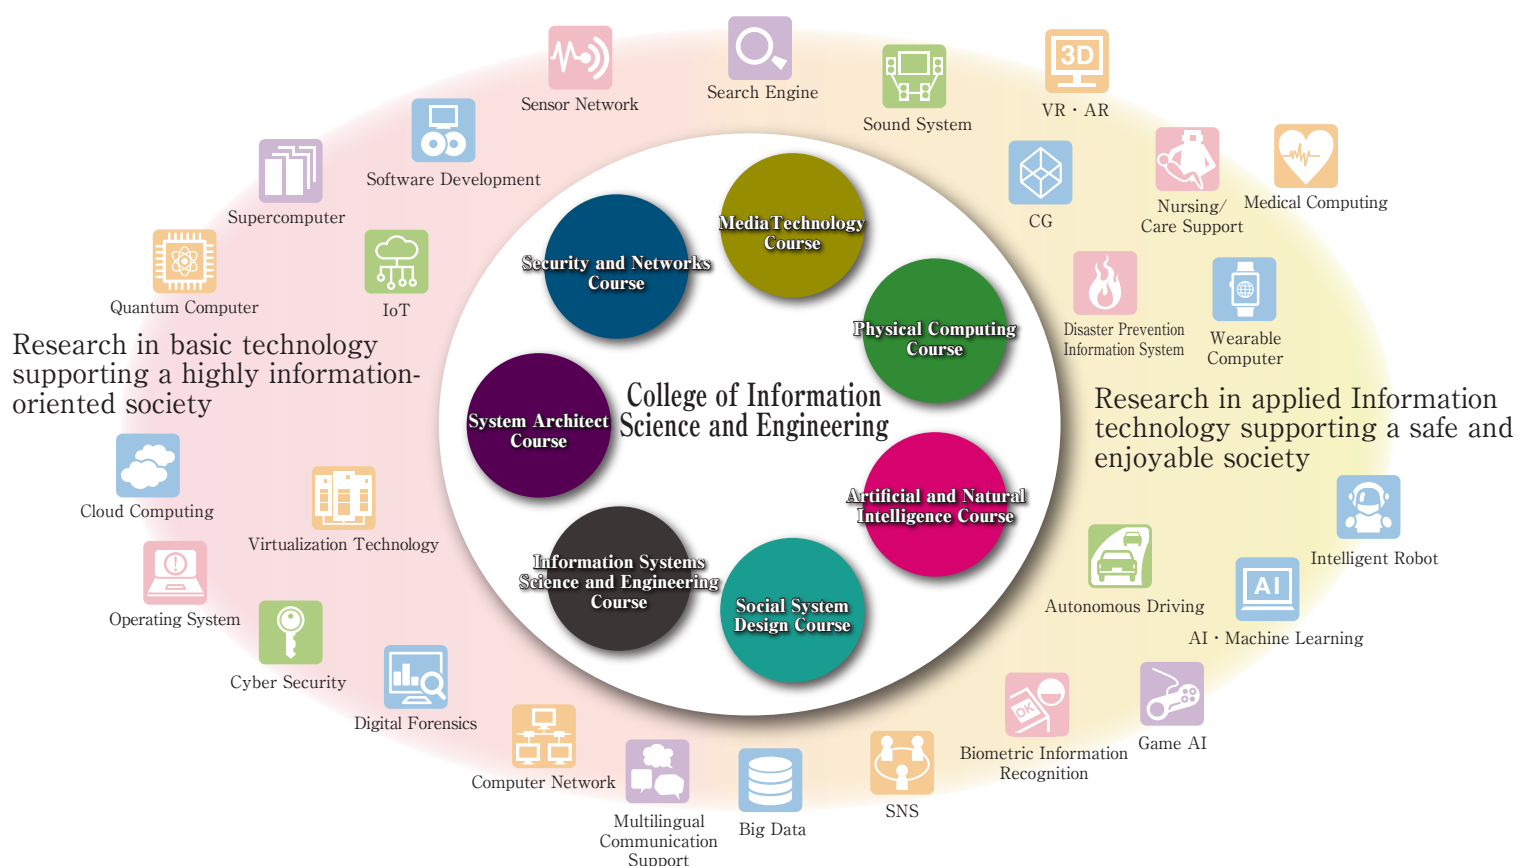 3D
Sensor Network
Search Engine
Sound System
VR・AR
Software Development
Supercomputer
Quantum Computer
IoT
CG
Nursing/
Care Support
Medical Computing
Disaster Prevention
Information System
Wearable
Computer
Research in basic technology
supporting a highly information-
oriented society
Media Technology
Course
Security and Networks
Course
Physical Computing
Course
System Architect
Course
College of Information
Science and Engineering
Artificial and Natural
Intelligence Course
Information Systems
Science and Engineering
Course
Social System
Design Course
Research in applied Information
technology supporting a safe and
enjoyable society
Cloud Computing
Virtualization Technology
!
Operating System
Cyber Security
Digital Forensics
Computer Network
Multilingual
Communication
Support
Big Data
SNS
OK
Biometric Information
Recognition
Game AI
AI
AI・Machine Learning
Autonomous Driving
Intelligent Robot